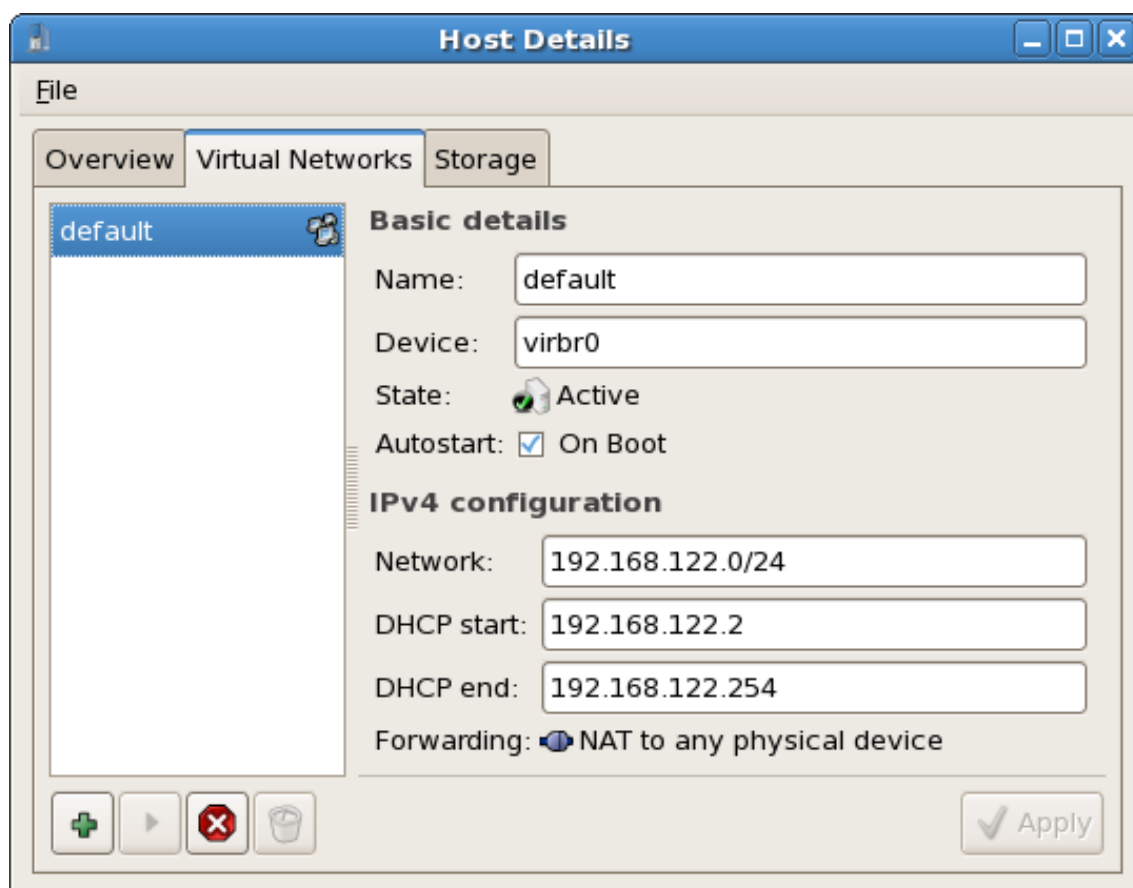 Host Details
File
Overview Virtual Networks Storage
default
Basic details
Name: default
Device: virbr0
State: Active
Autostart: On Boot
IPv4 configuration
Network: 192.168.122.0/24
DHCP start: 192.168.122.2
DHCP end: 192.168.122.254
Forwarding: NAT to any physical device
Apply